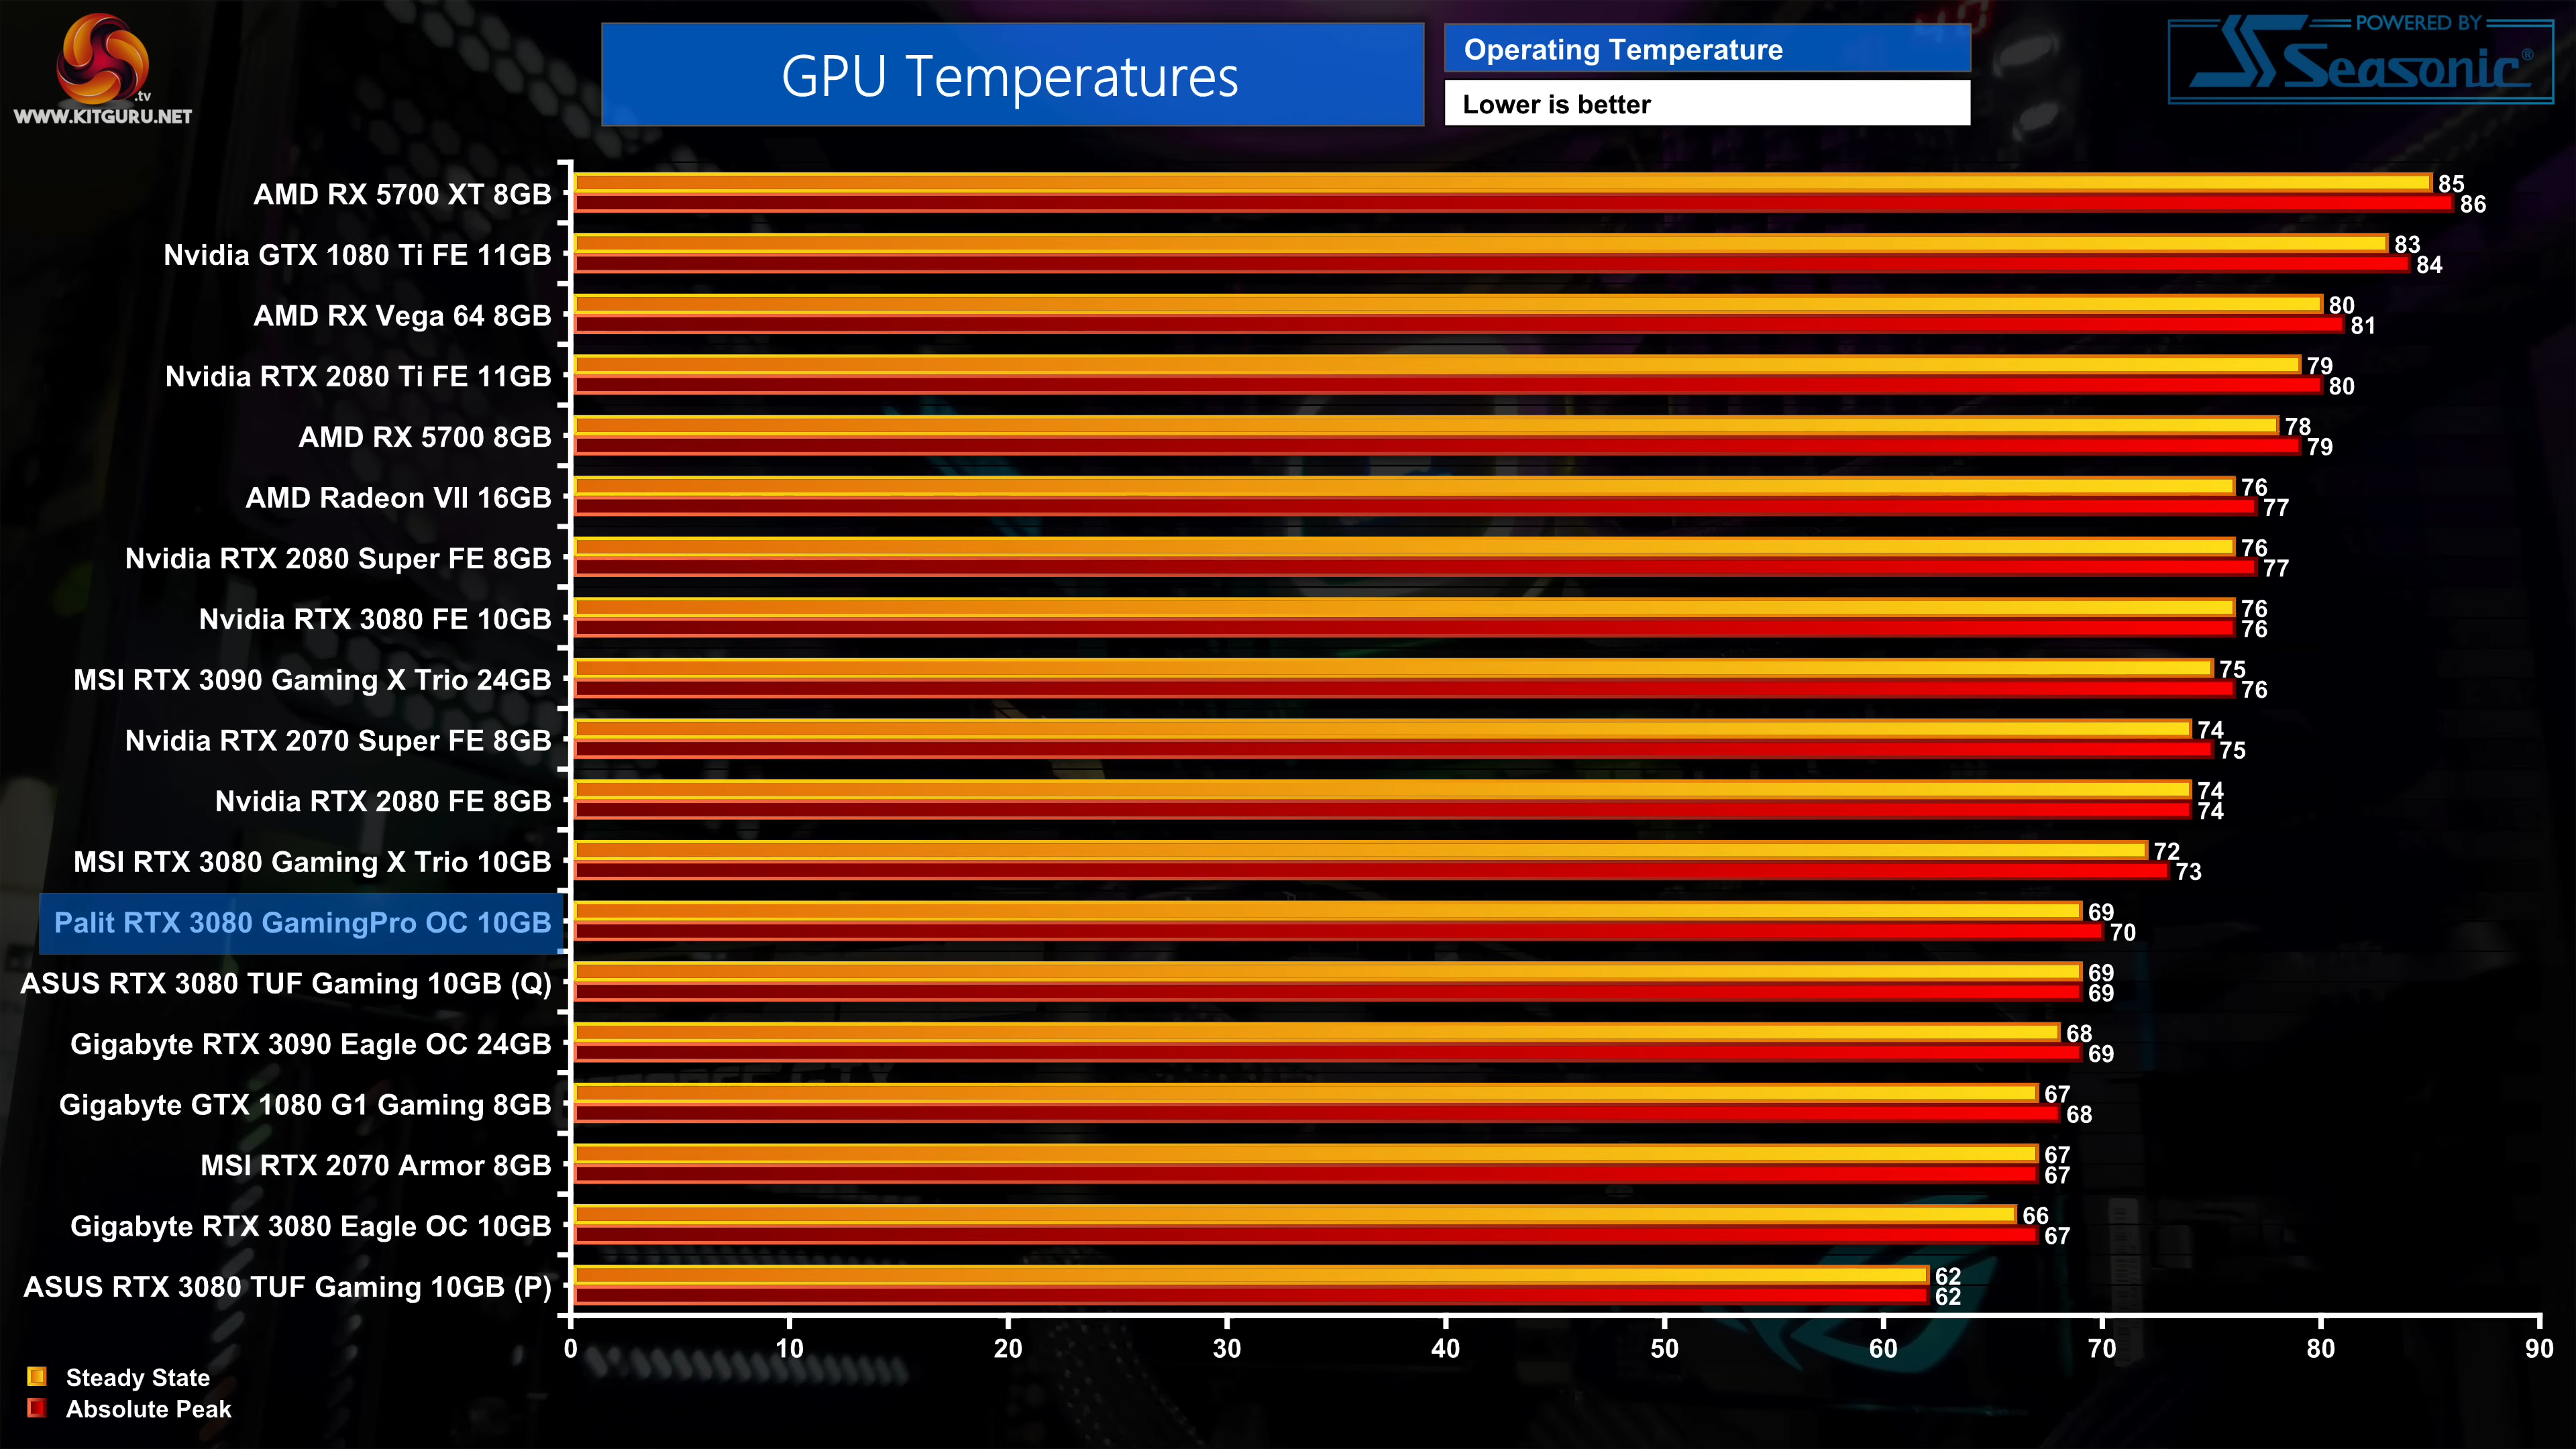 .tv
WWW.KITGURU.NET
GPU Temperatures
Operating Temperature
Lower is better
POWERED BY
Seasonic®
AMD RX 5700 XT 8GB
85
86
Nvidia GTX 1080 Ti FE 11GB
83
84
AMD RX Vega 64 8GB
80
81
Nvidia RTX 2080 Ti FE 11GB
79
80
AMD RX 5700 8GB
78
79
AMD Radeon VII 16GB
76
77
Nvidia RTX 2080 Super FE 8GB
76
77
Nvidia RTX 3080 FE 10GB
76
76
MSI RTX 3090 Gaming X Trio 24GB
75
76
Nvidia RTX 2070 Super FE 8GB
74
75
Nvidia RTX 2080 FE 8GB
74
74
MSI RTX 3080 Gaming X Trio 10GB
72
73
Palit RTX 3080 GamingPro OC 10GB
69
70
ASUS RTX 3080 TUF Gaming 10GB (Q)
69
69
Gigabyte RTX 3090 Eagle OC 24GB
68
69
Gigabyte GTX 1080 G1 Gaming 8GB
67
68
MSI RTX 2070 Armor 8GB
67
67
Gigabyte RTX 3080 Eagle OC 10GB
66
67
ASUS RTX 3080 TUF Gaming 10GB (P)
62
62
0 10 20 30 40 50 60 70 80 90
Steady State
Absolute Peak